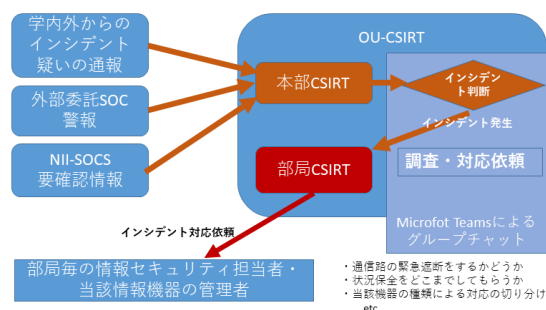 学内外からの
インシデント
疑いの通報
外部委託SOC
警報
NII-SOCS
要確認情報
OU-CSIRT
本部CSIRT
インシデン
ト判断
インシデント発生
部局CSIRT
調査・対応依頼
Microfot Teamsによる
グループチャット
インシデント対応依頼
部局毎の情報セキュリティ担当者・
当該情報機器の管理者
・通信路の緊急遮断をするかどうか
・状況保全をどこまでしてもらうか
・当該機器の種類による対応の切り分け
etc